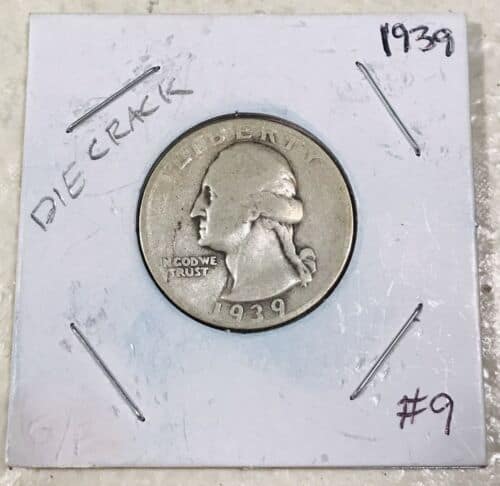 1939
DIE CRACK
LIBERTY
IN GOD WE
TRUST
1939
#9